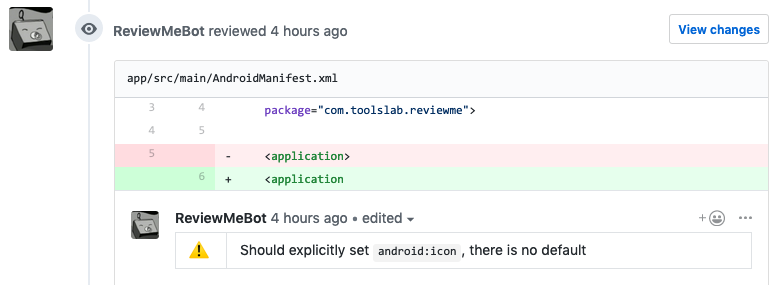 ReviewMeBot reviewed 4 hours ago
View changes
app/src/main/AndroidManifest.xml
3 4 package="com.toolslab.reviewme">
4 5
5 - <application>
6 + <application
ReviewMeBot 4 hours ago • edited
Should explicitly set android:icon, there is no default